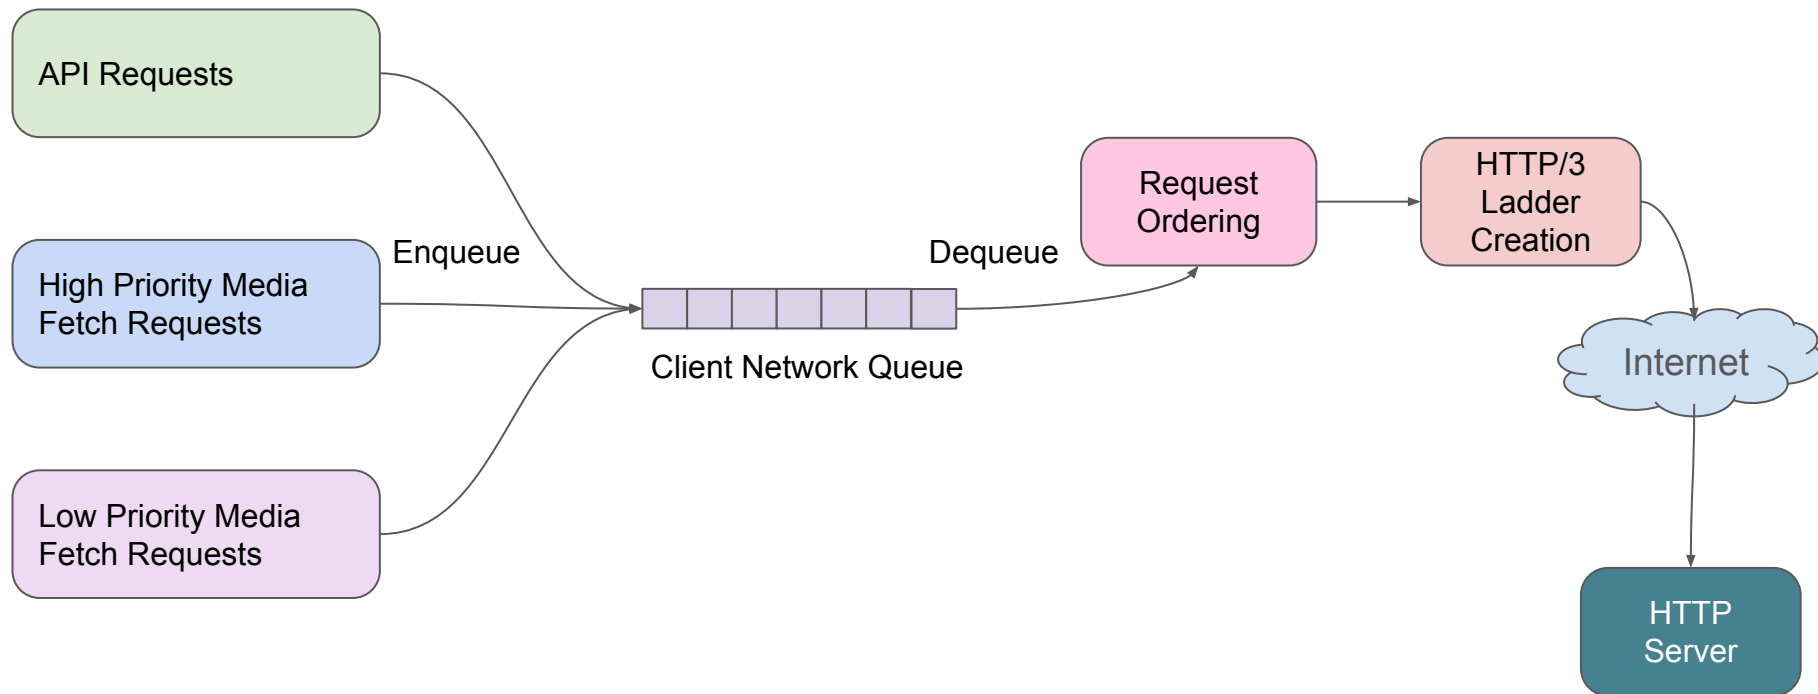 API Requests
High Priority Media
Fetch Requests
Low Priority Media
Fetch Requests
Enqueue
Client Network Queue
Dequeue
Request
Ordering
HTTP/3
Ladder
Creation
Internet
HTTP
Server